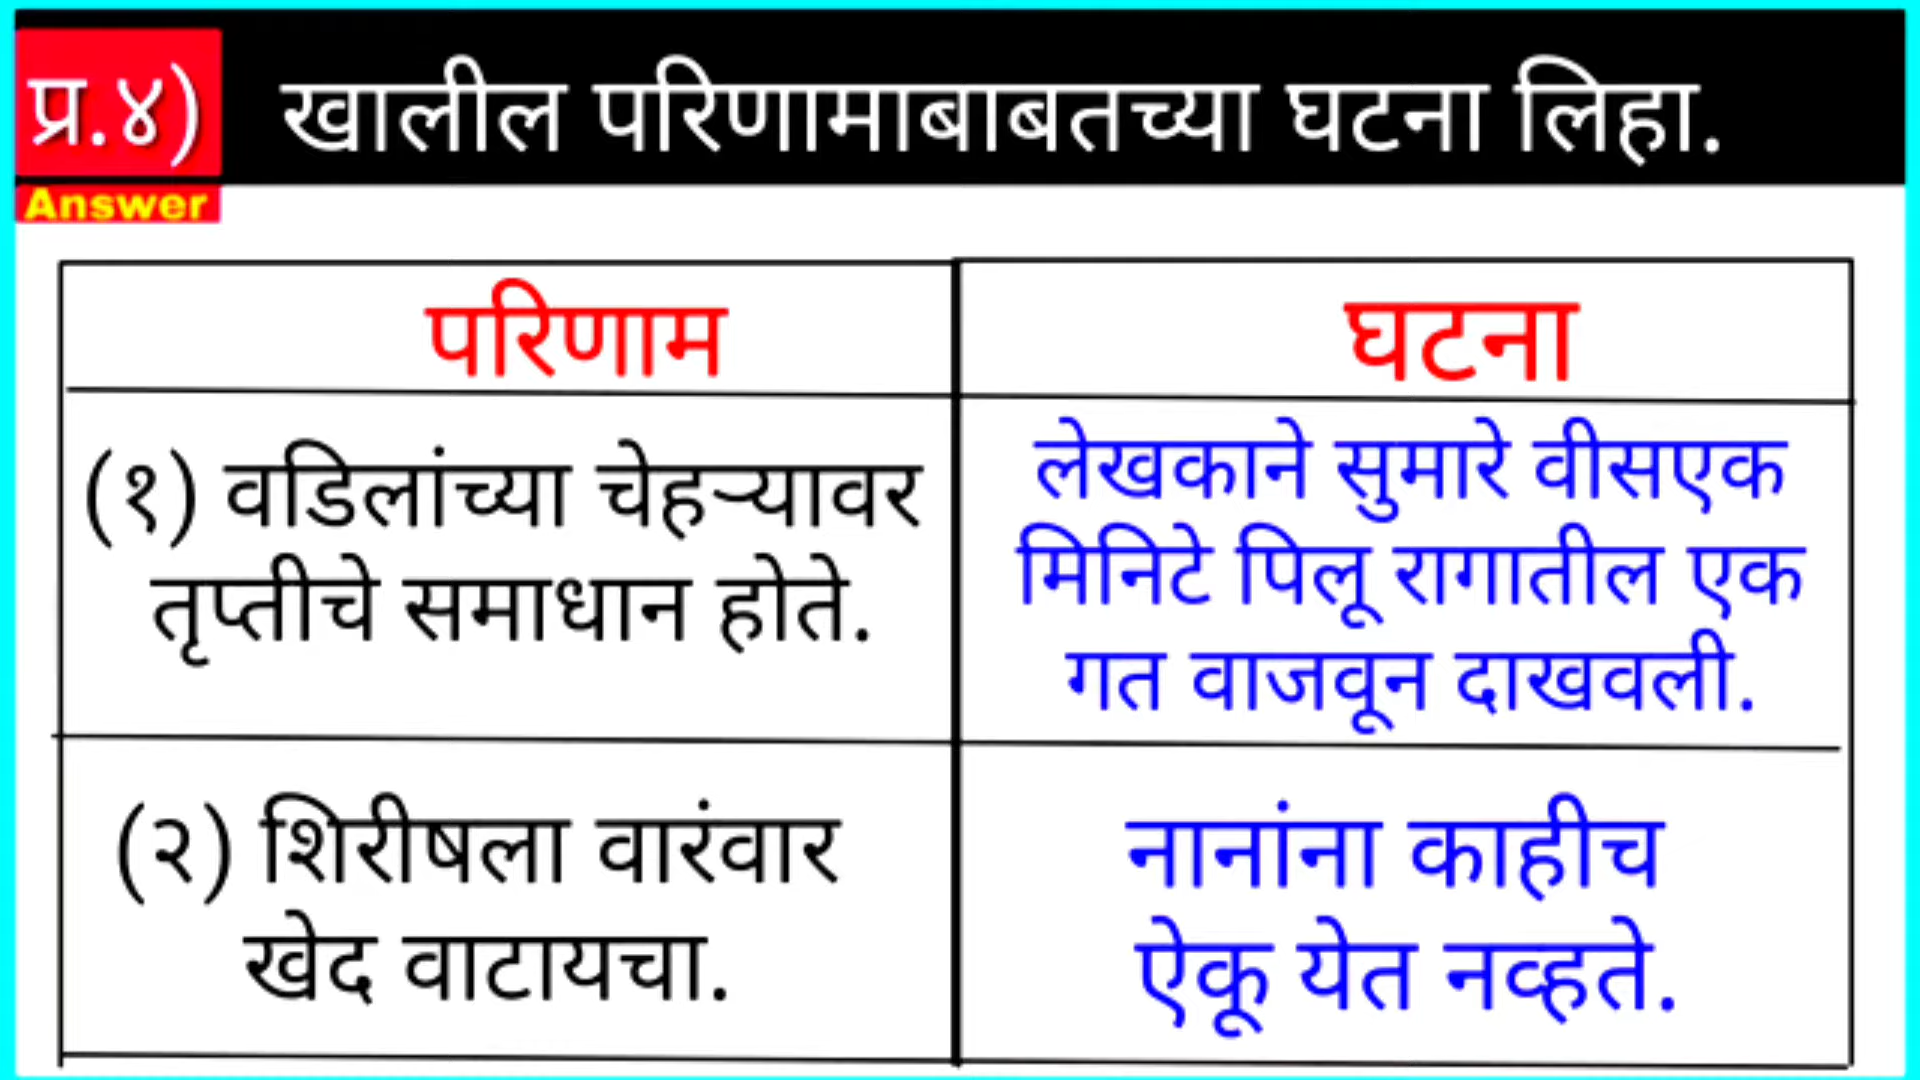 प्र.४) खालील परिणामाबाबतच्या घटना लिहा.
Answer
परिणाम
घटना
(१) वडिलांच्या चेहऱ्यावर
तृप्तीचे समाधान होते.
लेखकाने सुमारे वीसएक
मिनिटे पिलू रागातील एक
गत वाजवून दाखवली.
(२) शिरीषला वारंवार
खेद वाटायचा.
नानांना काहीच
ऐकू येत नव्हते.